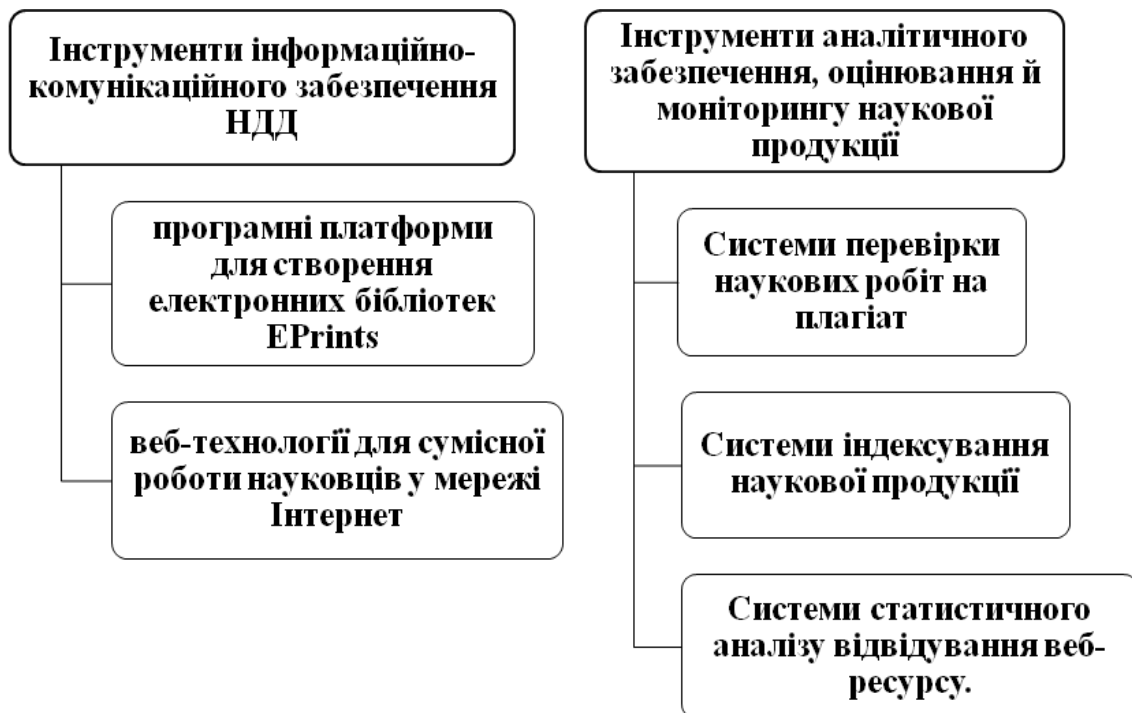 Інструменти інформаційно-
комунікаційного забезпечення
НДД
програмні платформи
для створення
електронних бібліотек
EPrints
веб-технології для сумісної
роботи науковців у мережі
Інтернет
Інструменти аналітичного
забезпечення, оцінювання й
моніторингу наукової
продукції
Системи перевірки
наукових робіт на
плагіат
Системи індексування
наукової продукції
Системи статистичного
аналізу відвідування веб-
ресурсу.